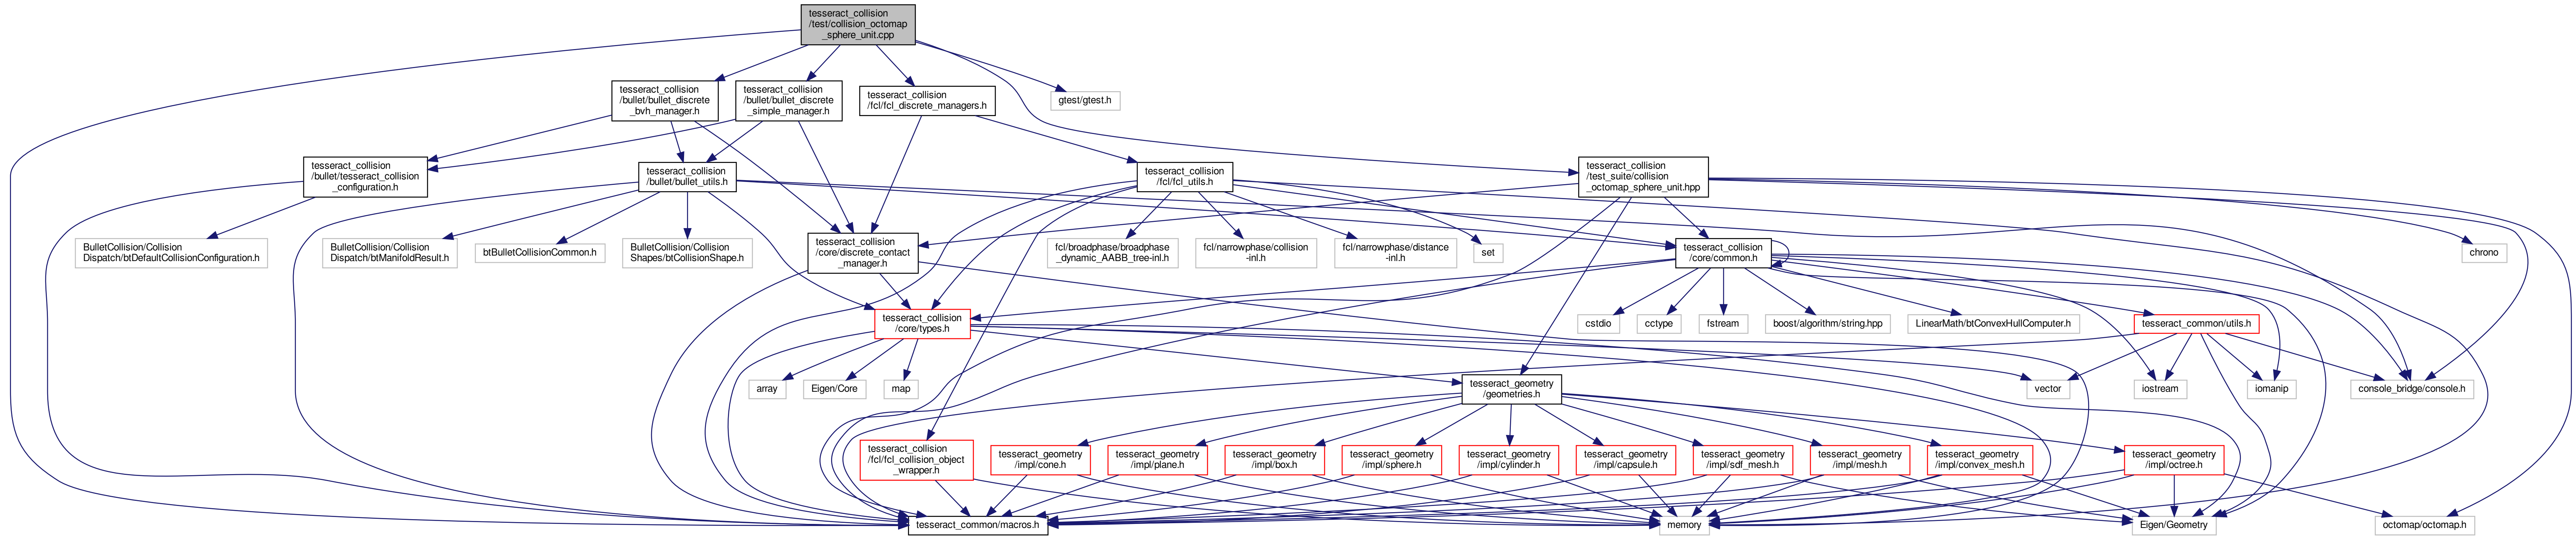 tesseract_collision
/test/collision_octomap
_sphere_unit.cpp
tesseract_collision
/bullet/bullet_discrete
_bvh_manager.h
tesseract_collision
/bullet/bullet_discrete
_simple_manager.h
tesseract_collision
/fcl/fcl_discrete_managers.h
gtest/gtest.h
tesseract_collision
/bullet/tesseract_collision
_configuration.h
tesseract_collision
/bullet/bullet_utils.h
tesseract_collision
/fcl/fcl_utils.h
tesseract_collision
/test_suite/collision
_octomap_sphere_unit.hpp
BulletCollision/Collision
Dispatch/btDefaultCollisionConfiguration.h
BulletCollision/Collision
Dispatch/btManifoldResult.h
btBulletCollisionCommon.h
BulletCollision/Collision
Shapes/btCollisionShape.h
tesseract_collision
/core/discrete_contact
_manager.h
fcl/broadphase/broadphase
_dynamic_AABB_tree-inl.h
fcl/narrowphase/collision
-inl.h
fcl/narrowphase/distance
-inl.h
set
tesseract_collision
/core/common.h
chrono
tesseract_collision
/core/types.h
cstdio
cctype
fstream
boost/algorithm/string.hpp
LinearMath/btConvexHullComputer.h
tesseract_common/utils.h
array
Eigen/Core
map
tesseract_geometry
/geometries.h
vector
iostream
iomanip
console_bridge/console.h
tesseract_collision
/fcl/fcl_collision_object
_wrapper.h
tesseract_geometry
/impl/cone.h
tesseract_geometry
/impl/plane.h
tesseract_geometry
/impl/box.h
tesseract_geometry
/impl/sphere.h
tesseract_geometry
/impl/cylinder.h
tesseract_geometry
/impl/capsule.h
tesseract_geometry
/impl/sdf_mesh.h
tesseract_geometry
/impl/mesh.h
tesseract_geometry
/impl/convex_mesh.h
tesseract_geometry
/impl/octree.h
tesseract_common/macros.h
memory
Eigen/Geometry
octomap/octomap.h